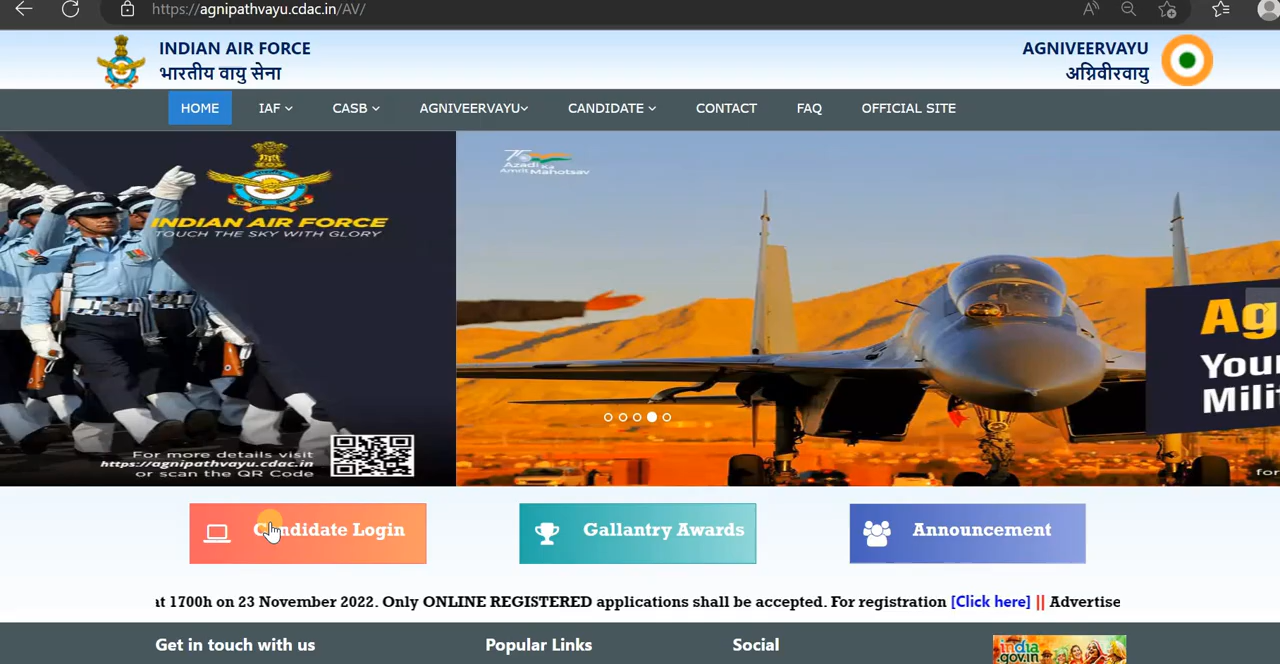 https://agnipathvayu.cdac.in/AV/
INDIAN AIR FORCE
भारतीय वायु सेना
AGNIVEERVAYU
अग्निवीरवायु
HOME IAF CASB AGNIVEERVAYU CANDIDATE CONTACT FAQ OFFICIAL SITE
INDIAN AIR FORCE
TOUCH THE SKY WITH GLORY
For more details visit
https://agnipathvayu.cdac.in
or scan the QR Code
Azadi Ka
Amrit Mahotsav
Ag
You
Mili
for
Candidate Login
Gallantry Awards
Announcement
at 1700h on 23 November 2022. Only ONLINE REGISTERED applications shall be accepted. For registration [Click here] || Advertise
Get in touch with us
Popular Links
Social
india
gov.in